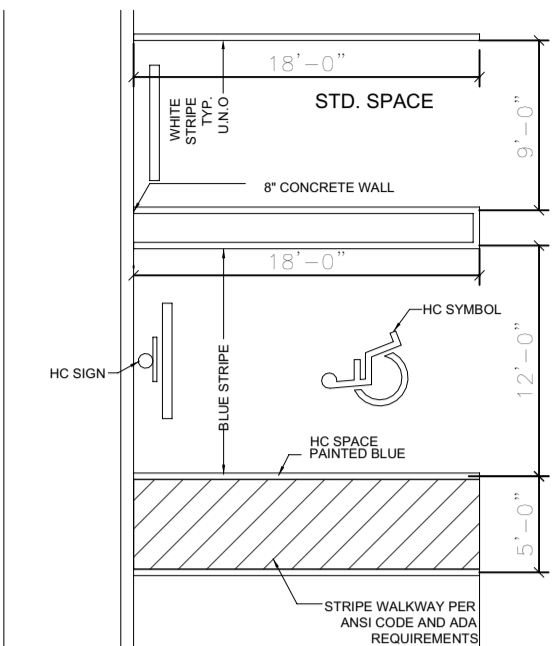 18'-0"
WHITE
STRIPE
TYP.
U.N.O
STD. SPACE
9'-0"
8" CONCRETE WALL
18'-0"
HC SYMBOL
HC SIGN
BLUE STRIPE
12'-0"
HC SPACE
PAINTED BLUE
5'-0"
STRIPE WALKWAY PER
ANSI CODE AND ADA
REQUIREMENTS